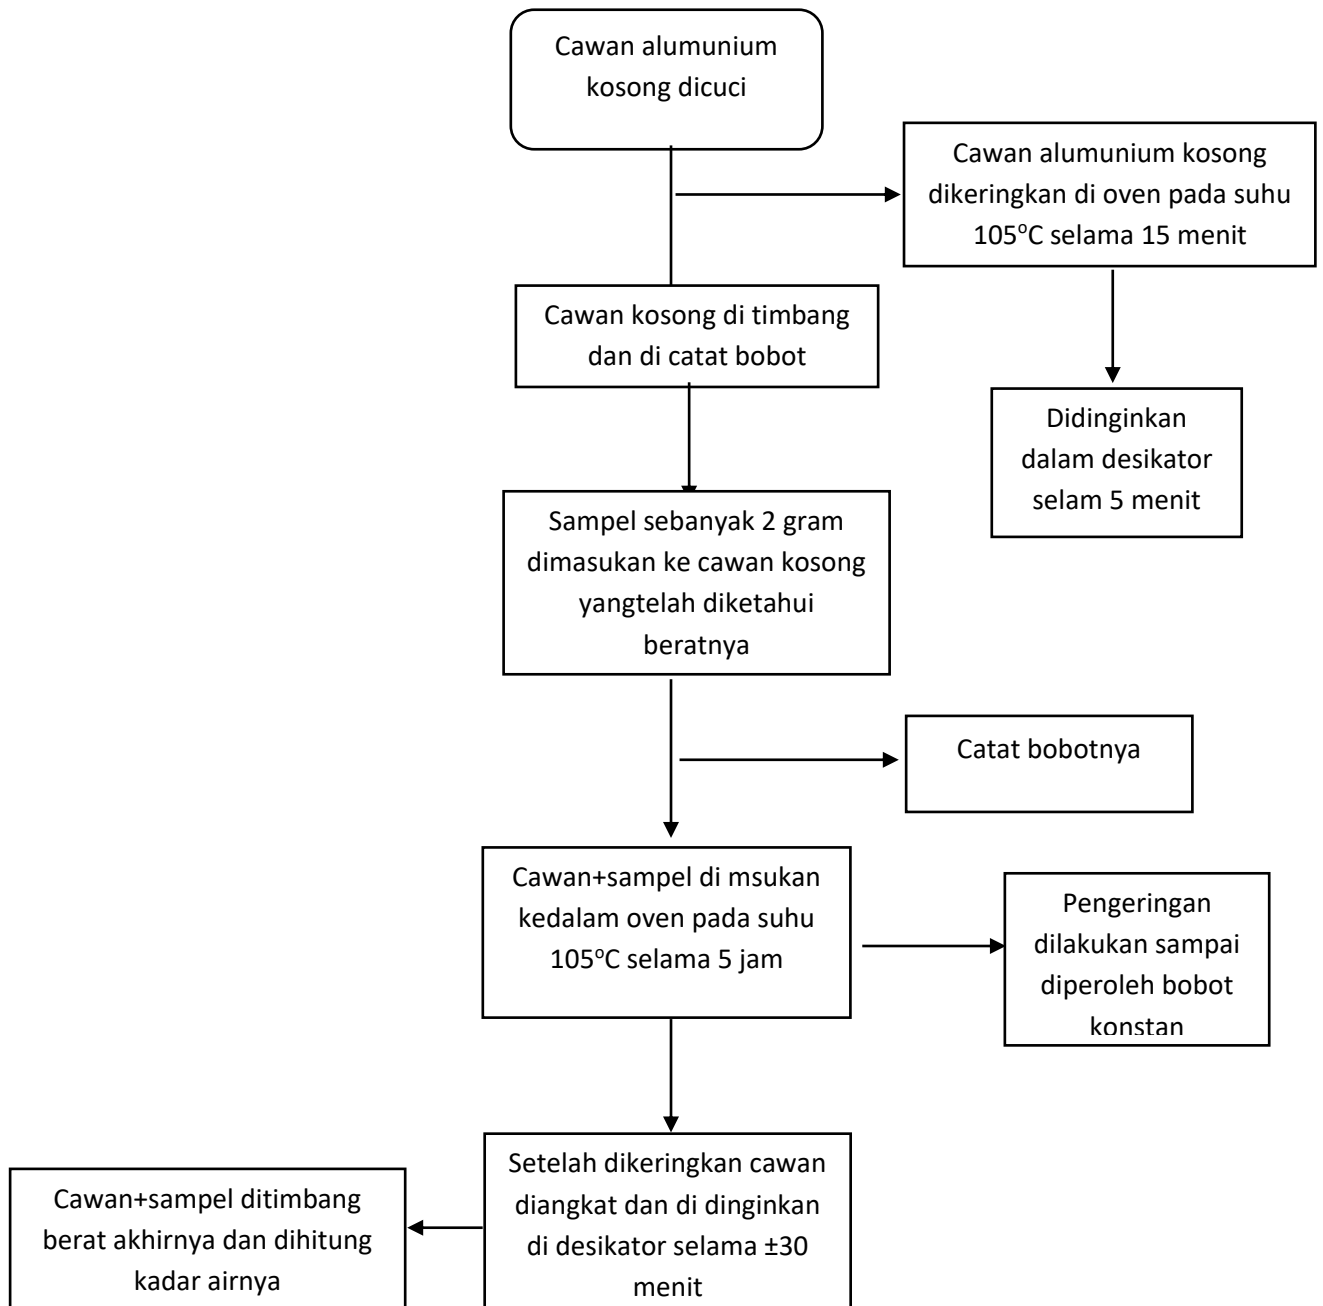 Cawan alumunium
kosong dicuci
Cawan alumunium kosong
dikeringkan di oven pada suhu
105°C selama 15 menit
Cawan kosong di timbang
dan di catat bobot
Didinginkan
dalam desikator
selam 5 menit
Sampel sebanyak 2 gram
dimasukan ke cawan kosong
yangtelah diketahui
beratnya
Catat bobotnya
Cawan+sampel di msukan
kedalam oven pada suhu
105°C selama 5 jam
Pengeringan
dilakukan sampai
diperoleh bobot
konstan
Setelah dikeringkan cawan
diangkat dan di dinginkan
di desikator selama ±30
menit
Cawan+sampel ditimbang
berat akhirnya dan dihitung
kadar airnya